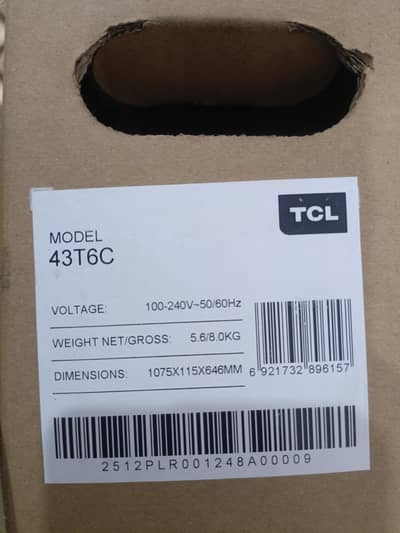 TCL
MODEL
43T6C
VOLTAGE: 100-240V~50/60Hz
WEIGHT NET/GROSS: 5.6/8.0KG
DIMENSIONS: 1075X115X646MM
6 921732 896157
2512PLR001248A00009